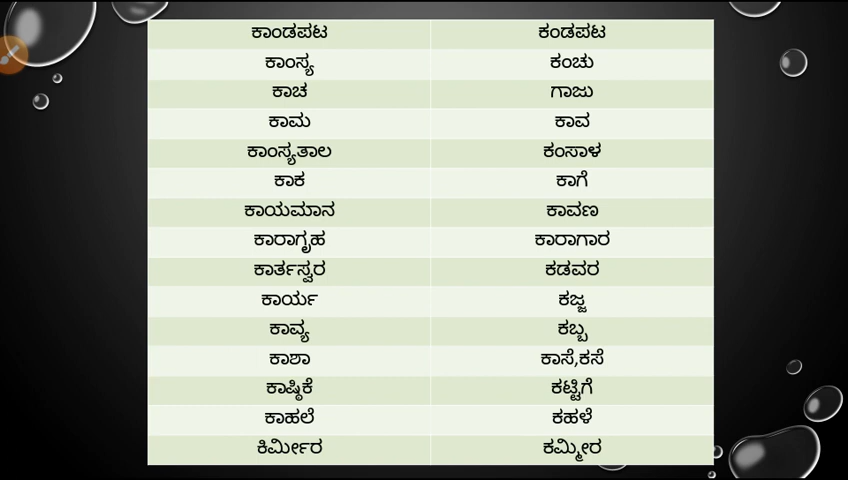 ಕಾಂಡಪಟ ಕಂಡಪಟ
ಕಾಂಸ್ಯ ಕಂಚು
ಕಾಚ ಗಾಜು
ಕಾಮ ಕಾವ
ಕಾಂಸ್ಯತಾಲ ಕಂಸಾಳ
ಕಾಕ ಕಾಗೆ
ಕಾಯಮಾನ ಕಾವಣ
ಕಾರಾಗೃಹ ಕಾರಾಗಾರ
ಕಾರ್ತಸ್ವರ ಕಡವರ
ಕಾರ್ಯ ಕಜ್ಜ
ಕಾವ್ಯ ಕಬ್ಬ
ಕಾಶಾ ಕಾಸೆ,ಕಸೆ
ಕಾಷ್ಠಿಕೆ ಕಟ್ಟಿಗೆ
ಕಾಹಲೆ ಕಹಳೆ
ಕಿರ್ಮೀರ ಕಮ್ಮೀರ